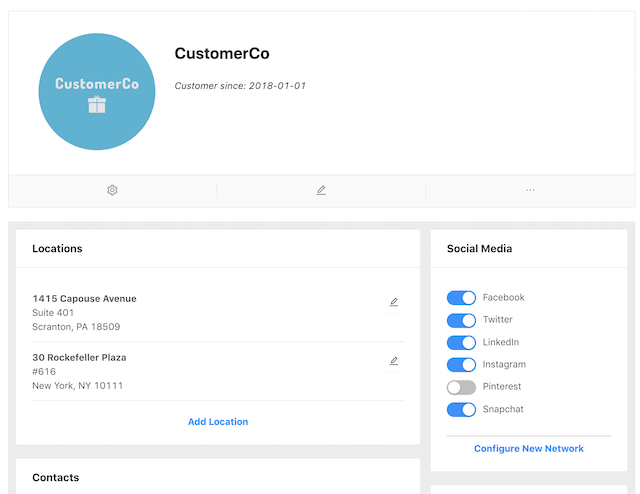 CustomerCo
CustomerCo
Customer since: 2018-01-01
Locations
1415 Capouse Avenue
Suite 401
Scranton, PA 18509
30 Rockefeller Plaza
#616
New York, NY 10111
Add Location
Contacts
Social Media
Facebook
Twitter
LinkedIn
Instagram
Pinterest
Snapchat
Configure New Network